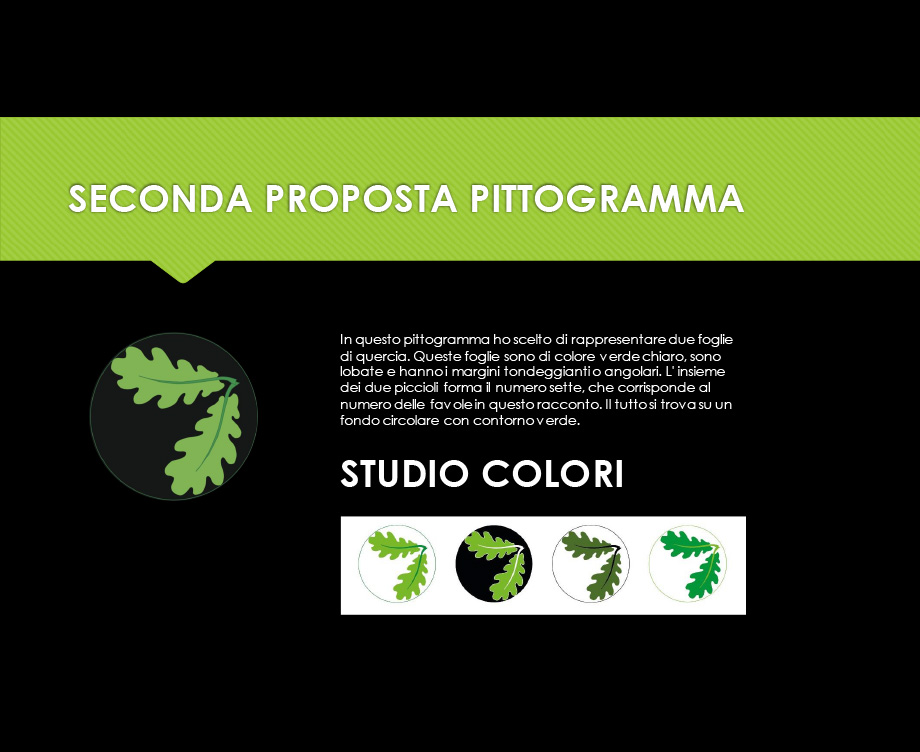 SECONDA PROPOSTA PITTOGRAMMA
In questo pittogramma ho scelto di rappresentare due foglie
di quercia. Queste foglie sono di colore verde chiaro, sono
lobate e hanno i margini tondeggianti o angolari. L' insieme
dei due piccioli forma il numero sette, che corrisponde al
numero delle favole in questo racconto. Il tutto si trova su un
fondo circolare con contorno verde.
STUDIO COLORI